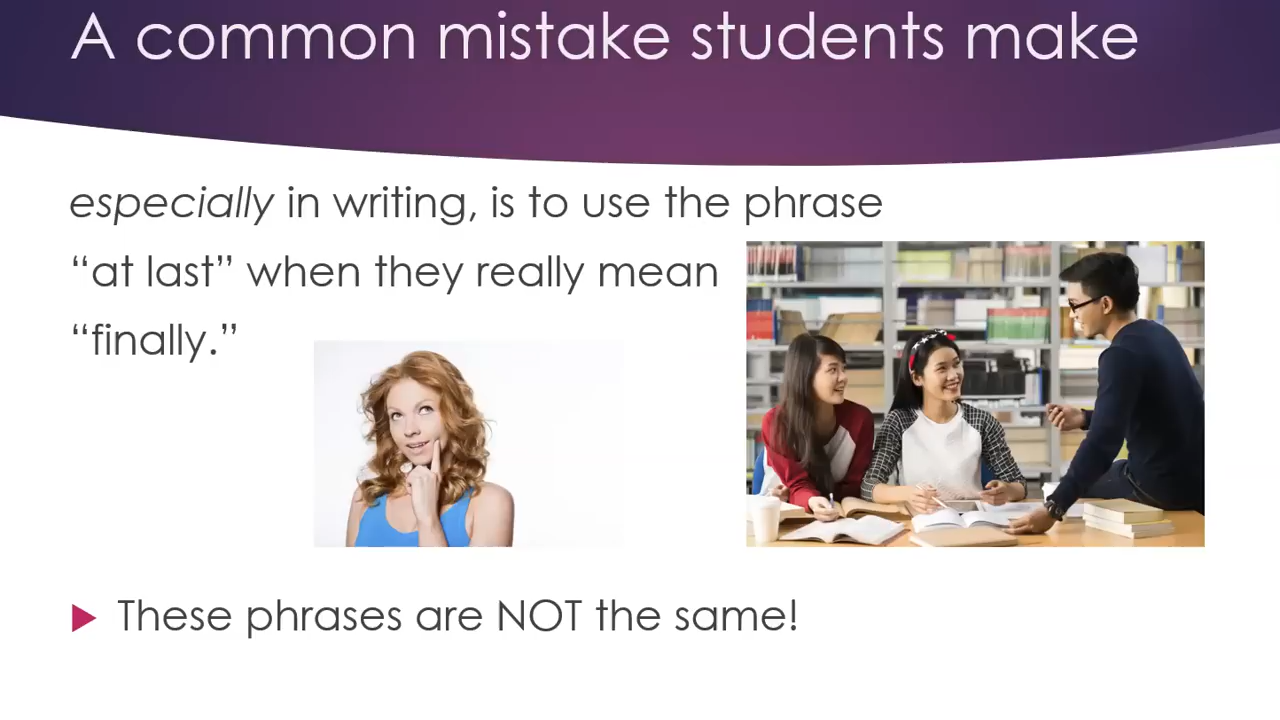 A common mistake students make
especially in writing, is to use the phrase
“at last” when they really mean
“finally.”
These phrases are NOT the same!